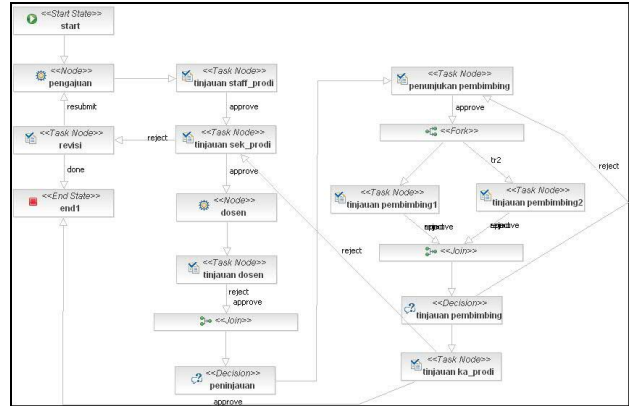 <<Start State>>
start
<<Node>>
pengajuan
<<Task Node>>
tinjauan staff_prodi
resubmit
approve
<<Task Node>>
revisi
reject
<<Task Node>>
tinjauan sek_prodi
done
approve
<<End State>>
end1
<<Node>>
dosen
<<Task Node>>
tinjauan dosen
reject
approve
<<Join>>
<<Decision>>
peninjauan
approve
<<Task Node>>
penunjukan pembimbing
approve
<<Fork>>
tr2
reject
<<Task Node>>
tinjauan pembimbing1
<<Task Node>>
tinjauan pembimbing2
reject
<<Join>>
<<Decision>>
tinjauan pembimbing
<<Task Node>>
tinjauan ka_prodi